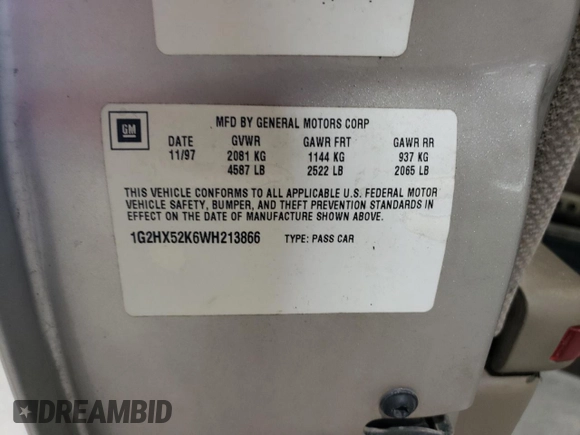 GM
MFD BY GENERAL MOTORS CORP
DATE GVWR GAWR FRT GAWR RR
11/97 2081 KG 1144 KG 937 KG
4587 LB 2522 LB 2065 LB
THIS VEHICLE CONFORMS TO ALL APPLICABLE U.S. FEDERAL MOTOR
VEHICLE SAFETY, BUMPER, AND THEFT PREVENTION STANDARDS IN
EFFECT ON THE DATE OF MANUFACTURE SHOWN ABOVE.
1G2HX52K6WH213866 TYPE: PASS CAR
DREAMBID